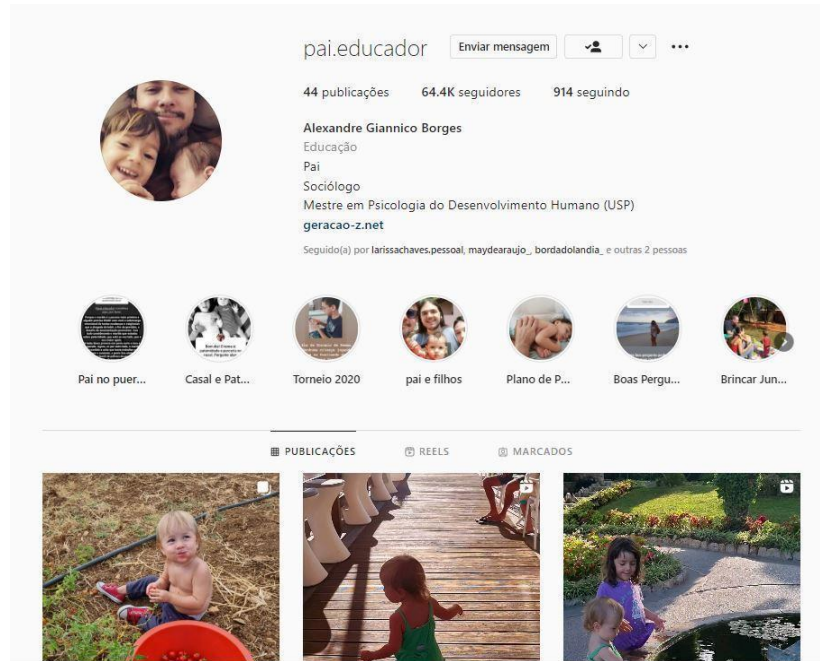 pai.educador Enviar mensagem
44 publicações 64.4K seguidores 914 seguindo
Alexandre Giannico Borges
Educação
Pai
Sociólogo
Mestre em Psicologia do Desenvolvimento Humano (USP)
geracao-z.net
Seguido(a) por larissachaves.pessoal, maydearaujo_, bordadolandia_ e outras 2 pessoas
Pai no puer... Casal e Pat... Torneio 2020 pai e filhos Plano de P... Boas Pergu... Brincar Jun...
PUBLICAÇÕES REELS MARCADOS